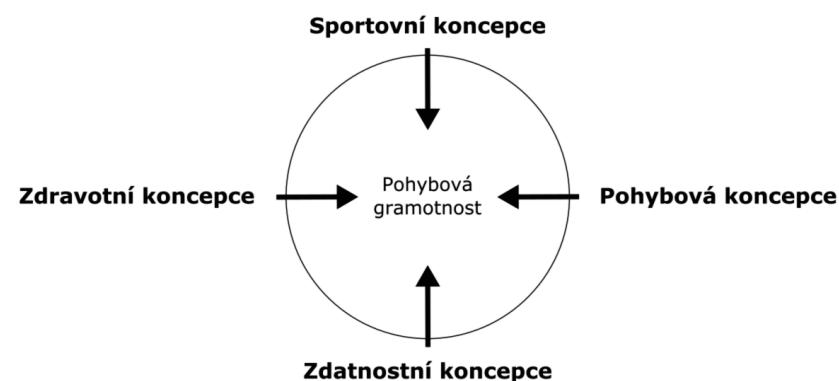 Sportovní koncepce
Zdravotní koncepce
Pohybová
gramotnost
Pohybová koncepce
Zdatnostní koncepce